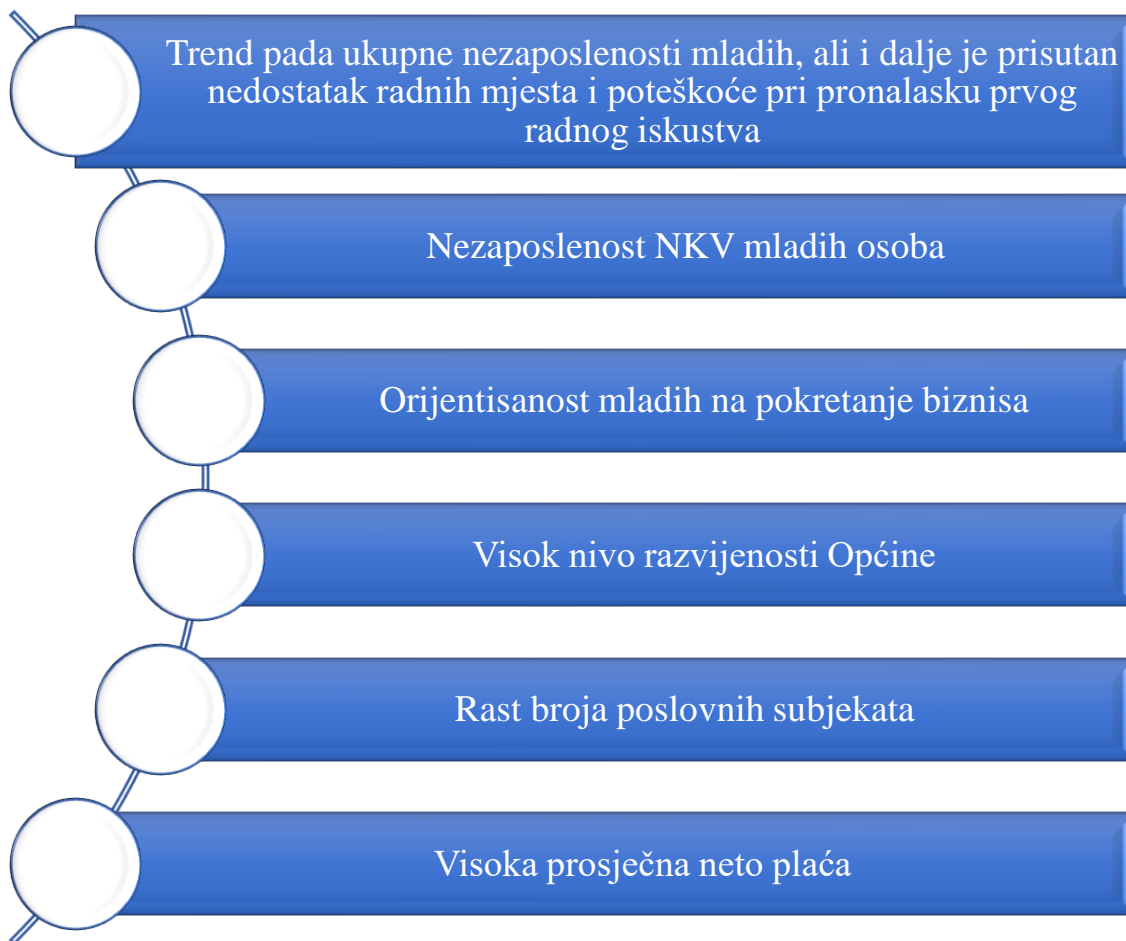 Trend pada ukupne nezaposlenosti mladih, ali i dalje je prisutan
nedostatak radnih mjesta i poteškoće pri pronalasku prvog
radnog iskustva
Nezaposlenost NKV mladih osoba
Orijentisanost mladih na pokretanje biznisa
Visok nivo razvijenosti Općine
Rast broja poslovnih subjekata
Visoka prosječna neto plaća